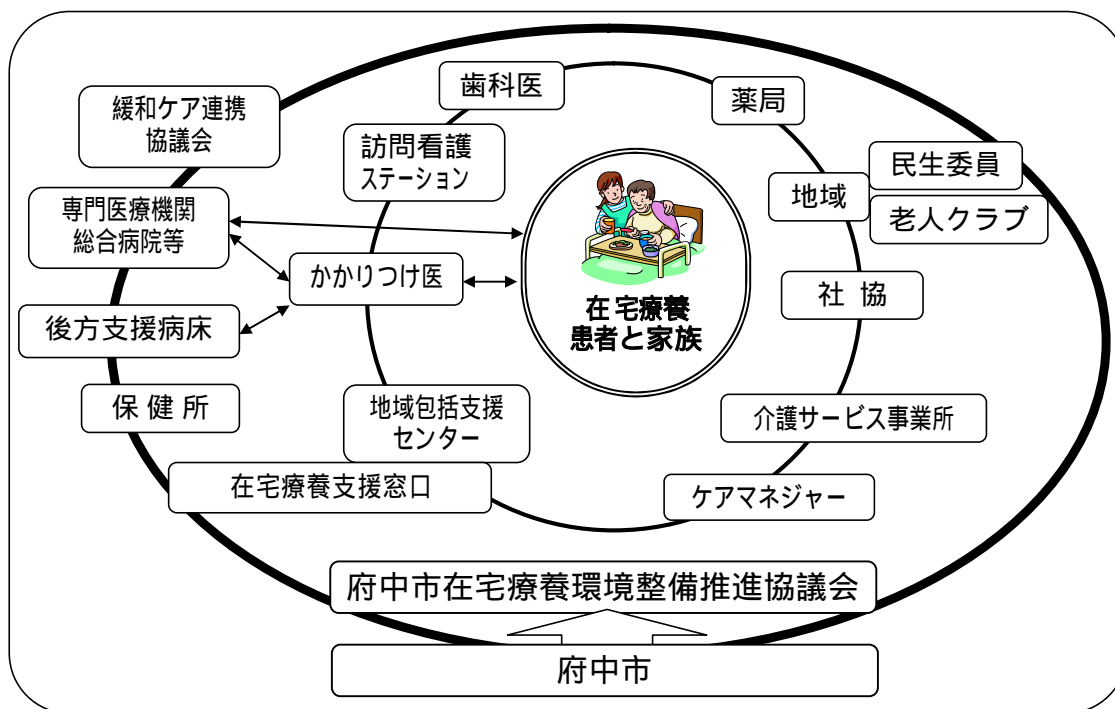 歯科医
薬局
緩和ケア連携
協議会
訪問看護
ステーション
民生委員
地域
老人クラブ
専門医療機関
総合病院等
かかりつけ医
社 協
在宅療養
患者と家族
後方支援病床
保 健 所
地域包括支援
センター
介護サービス事業所
在宅療養支援窓口
ケアマネジャー
府中市在宅療養環境整備推進協議会
府中市